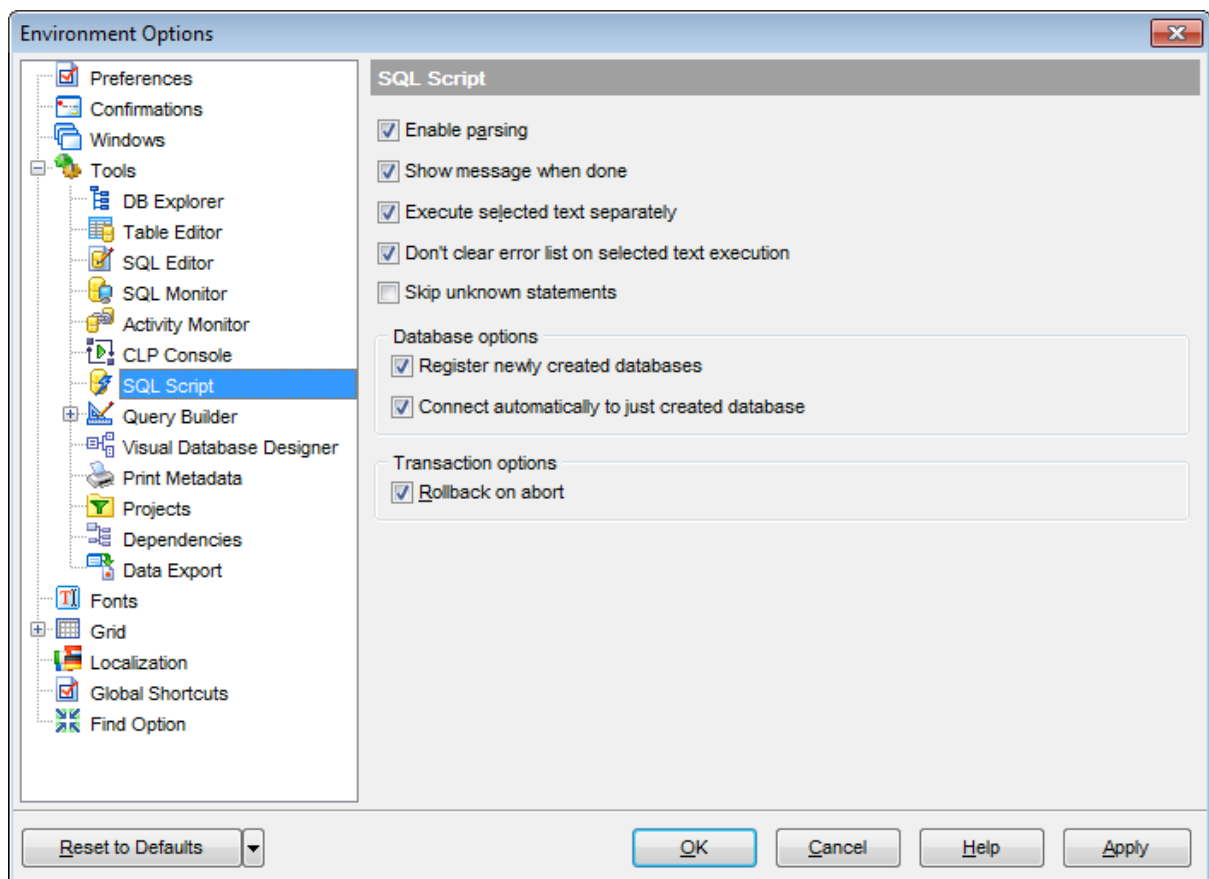 Environment Options
Preferences
Confirmations
Windows
Tools
DB Explorer
Table Editor
SQL Editor
SQL Monitor
Activity Monitor
CLP Console
SQL Script
Query Builder
Visual Database Designer
Print Metadata
Projects
Dependencies
Data Export
Fonts
Grid
Localization
Global Shortcuts
Find Option
SQL Script
Enable parsing
Show message when done
Execute selected text separately
Don't clear error list on selected text execution
Skip unknown statements
Database options
Register newly created databases
Connect automatically to just created database
Transaction options
Rollback on abort
Reset to Defaults
OK
Cancel
Help
Apply